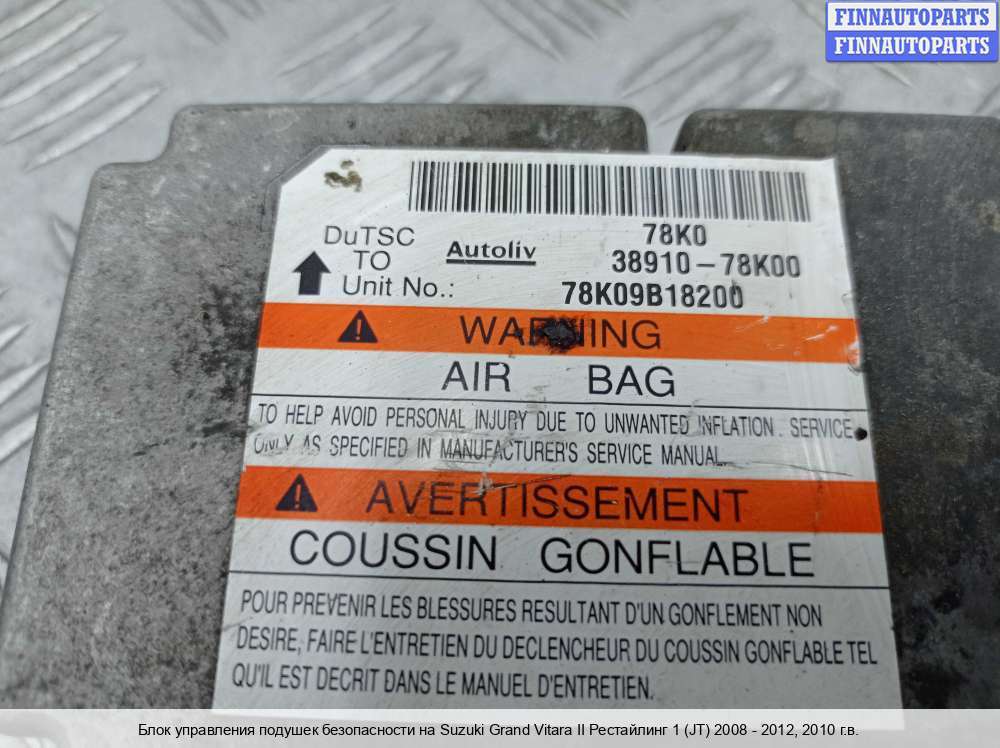 FINNAUTOPARTS
FINNAUTOPARTS
78K0
DuTSC Autoliv 38910-78K00
TO
Unit No.: 78K09B18200
WARNING
AIR BAG
TO HELP AVOID PERSONAL INJURY DUE TO UNWANTED INFLATION SERVICE
ONLY AS SPECIFIED IN MANUFACTURER'S SERVICE MANUAL.
AVERTISSEMENT
COUSSIN GONFLABLE
POUR PREVENIR LES BLESSURES RESULTANT D'UN GONFLEMENT NON
DESIRE, FAIRE L'ENTRETIEN DU DECLENCHEUR DU COUSSIN GONFLABLE TEL
QU'IL EST DECRIT DANS LE MANUEL D'ENTRETIEN.
Блок управления подушек безопасности на Suzuki Grand Vitara II Рестайлинг 1 (JT) 2008 - 2012, 2010 г.в.